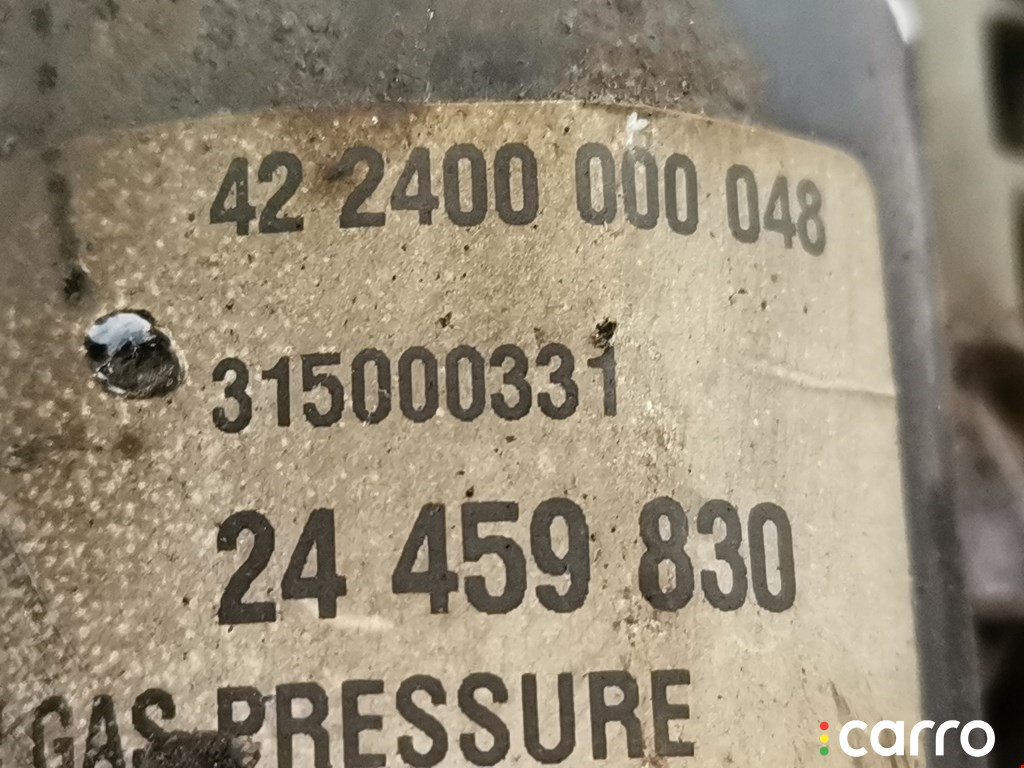 42 2400 000 048
315000331
24 459 830
GAS PRESSURE
carro